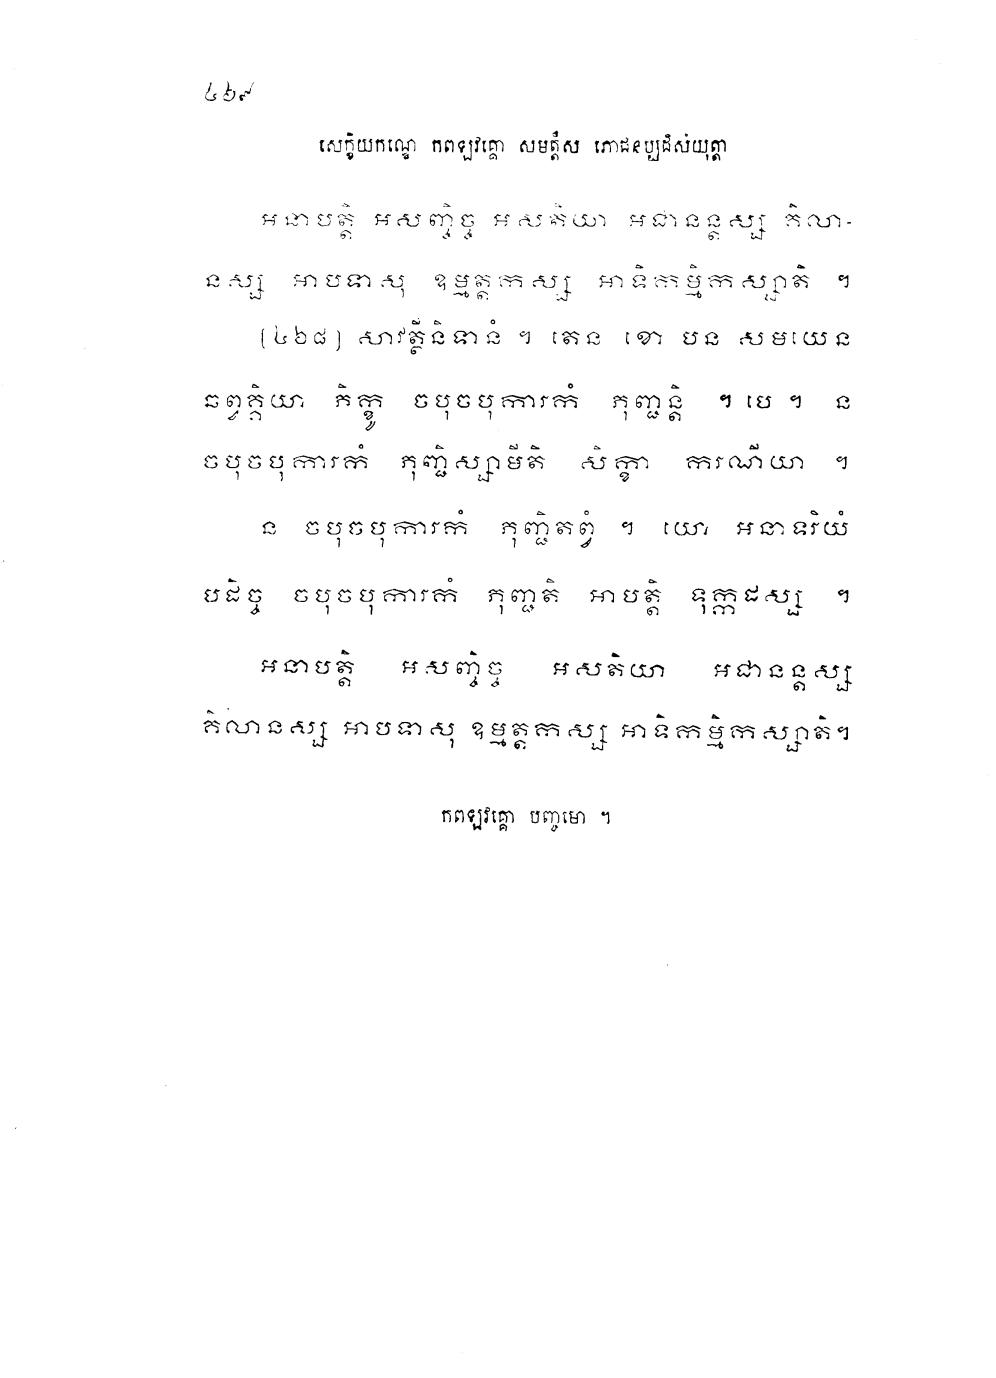 ៤៦៩
សេក្ខិយកណ្ឌេ កពឡវគ្គោ សមត្តឹស ភោជនប្បដិសំយុត្តា
អនាបត្តិ អសញ្ចិច្ច អសតិយា អជានន្តស្ស គិលា-
នស្ស អាបទាសុ ឧម្មត្តកស្ស អាទិកម្មិកស្សាតិ ។
[៤៦៨] សាវត្ថីនិទានំ ។ តេន ខោ បន សមយេន
ឆព្វគ្គិយា ភិក្ខូ ចបុចបុការកំ ភុញ្ជន្តិ ។ បេ ។ ន
ចបុចបុការកំ ភុញ្ជិស្សាមីតិ សិក្ខា ករណីយា ។
ន ចបុចបុការកំ ភុញ្ជិតព្វំ ។ យោ អនាទរិយំ
បដិច្ច ចបុចបុការកំ ភុញ្ជតិ អាបត្តិ ទុក្កដស្ស ។
អនាបត្តិ អសញ្ចិច្ច អសតិយា អជានន្តស្ស
គិលានស្ស អាបទាសុ ឧម្មត្តកស្ស អាទិកម្មិកស្សាតិ។
កពឡវគ្គោ បញ្ចមោ ។